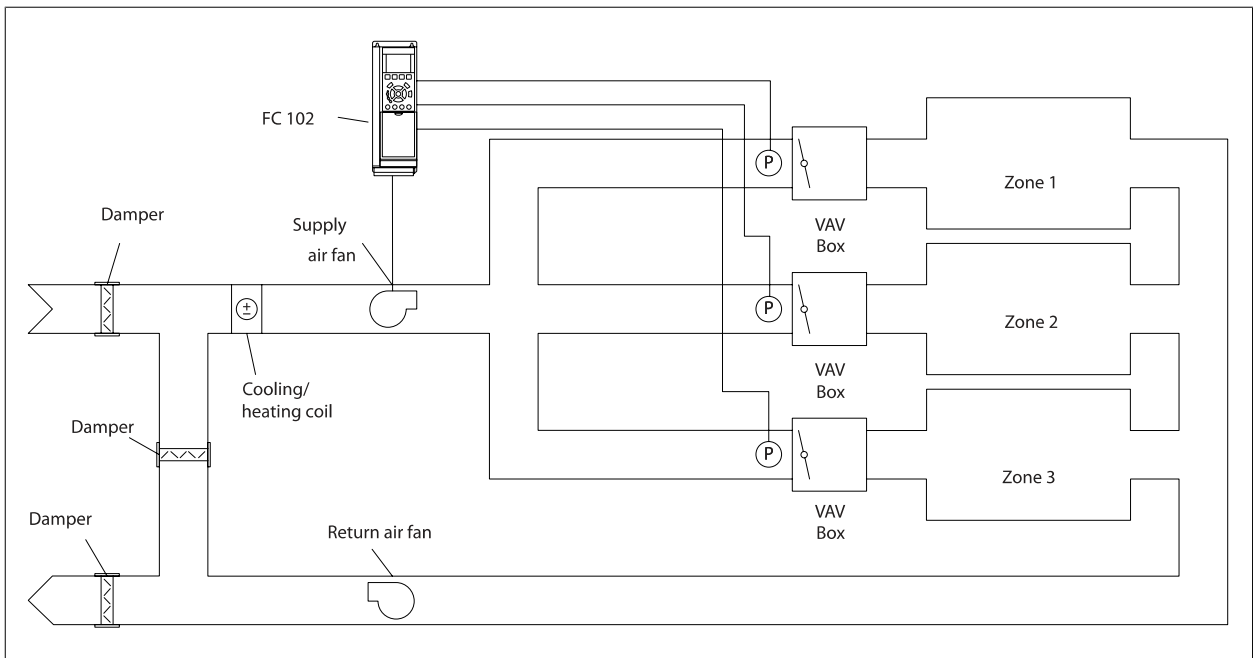 FC 102
P
Zone 1
Damper
Supply
air fan
VAV
Box
±
P
Zone 2
Cooling/
heating coil
VAV
Box
Damper
P
Zone 3
VAV
Box
Damper
Return air fan